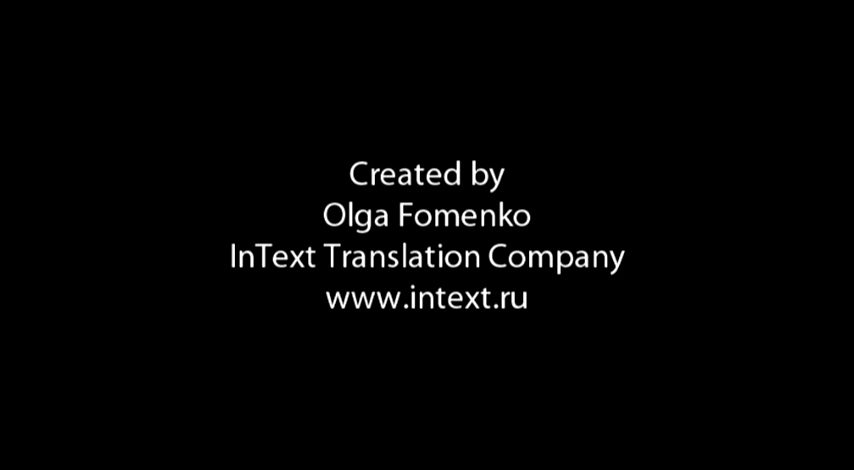 Created by
Olga Fomenko
InText Translation Company
www.intext.ru